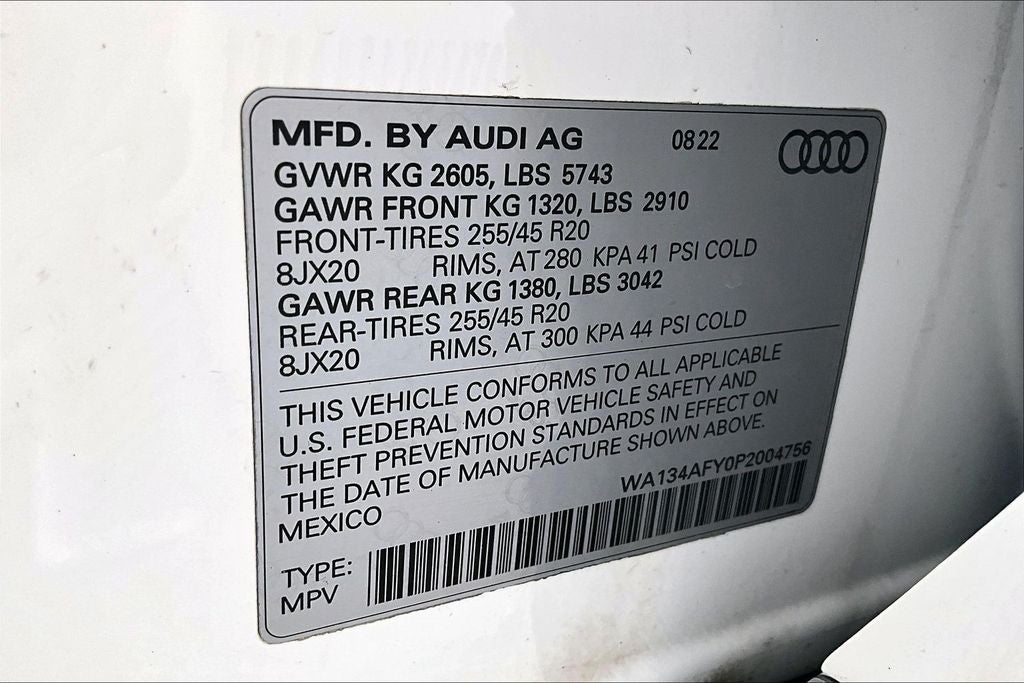 MFD. BY AUDI AG 08 22
GVWR KG 2605, LBS 5743
GAWR FRONT KG 1320, LBS 2910
FRONT-TIRES 255/45 R20
8JX20 RIMS, AT 280 KPA 41 PSI COLD
GAWR REAR KG 1380, LBS 3042
REAR-TIRES 255/45 R20
8JX20 RIMS, AT 300 KPA 44 PSI COLD
THIS VEHICLE CONFORMS TO ALL APPLICABLE
U.S. FEDERAL MOTOR VEHICLE SAFETY AND
THEFT PREVENTION STANDARDS IN EFFECT ON
THE DATE OF MANUFACTURE SHOWN ABOVE.
MEXICO WA134AFY0P2004756
TYPE:
MPV